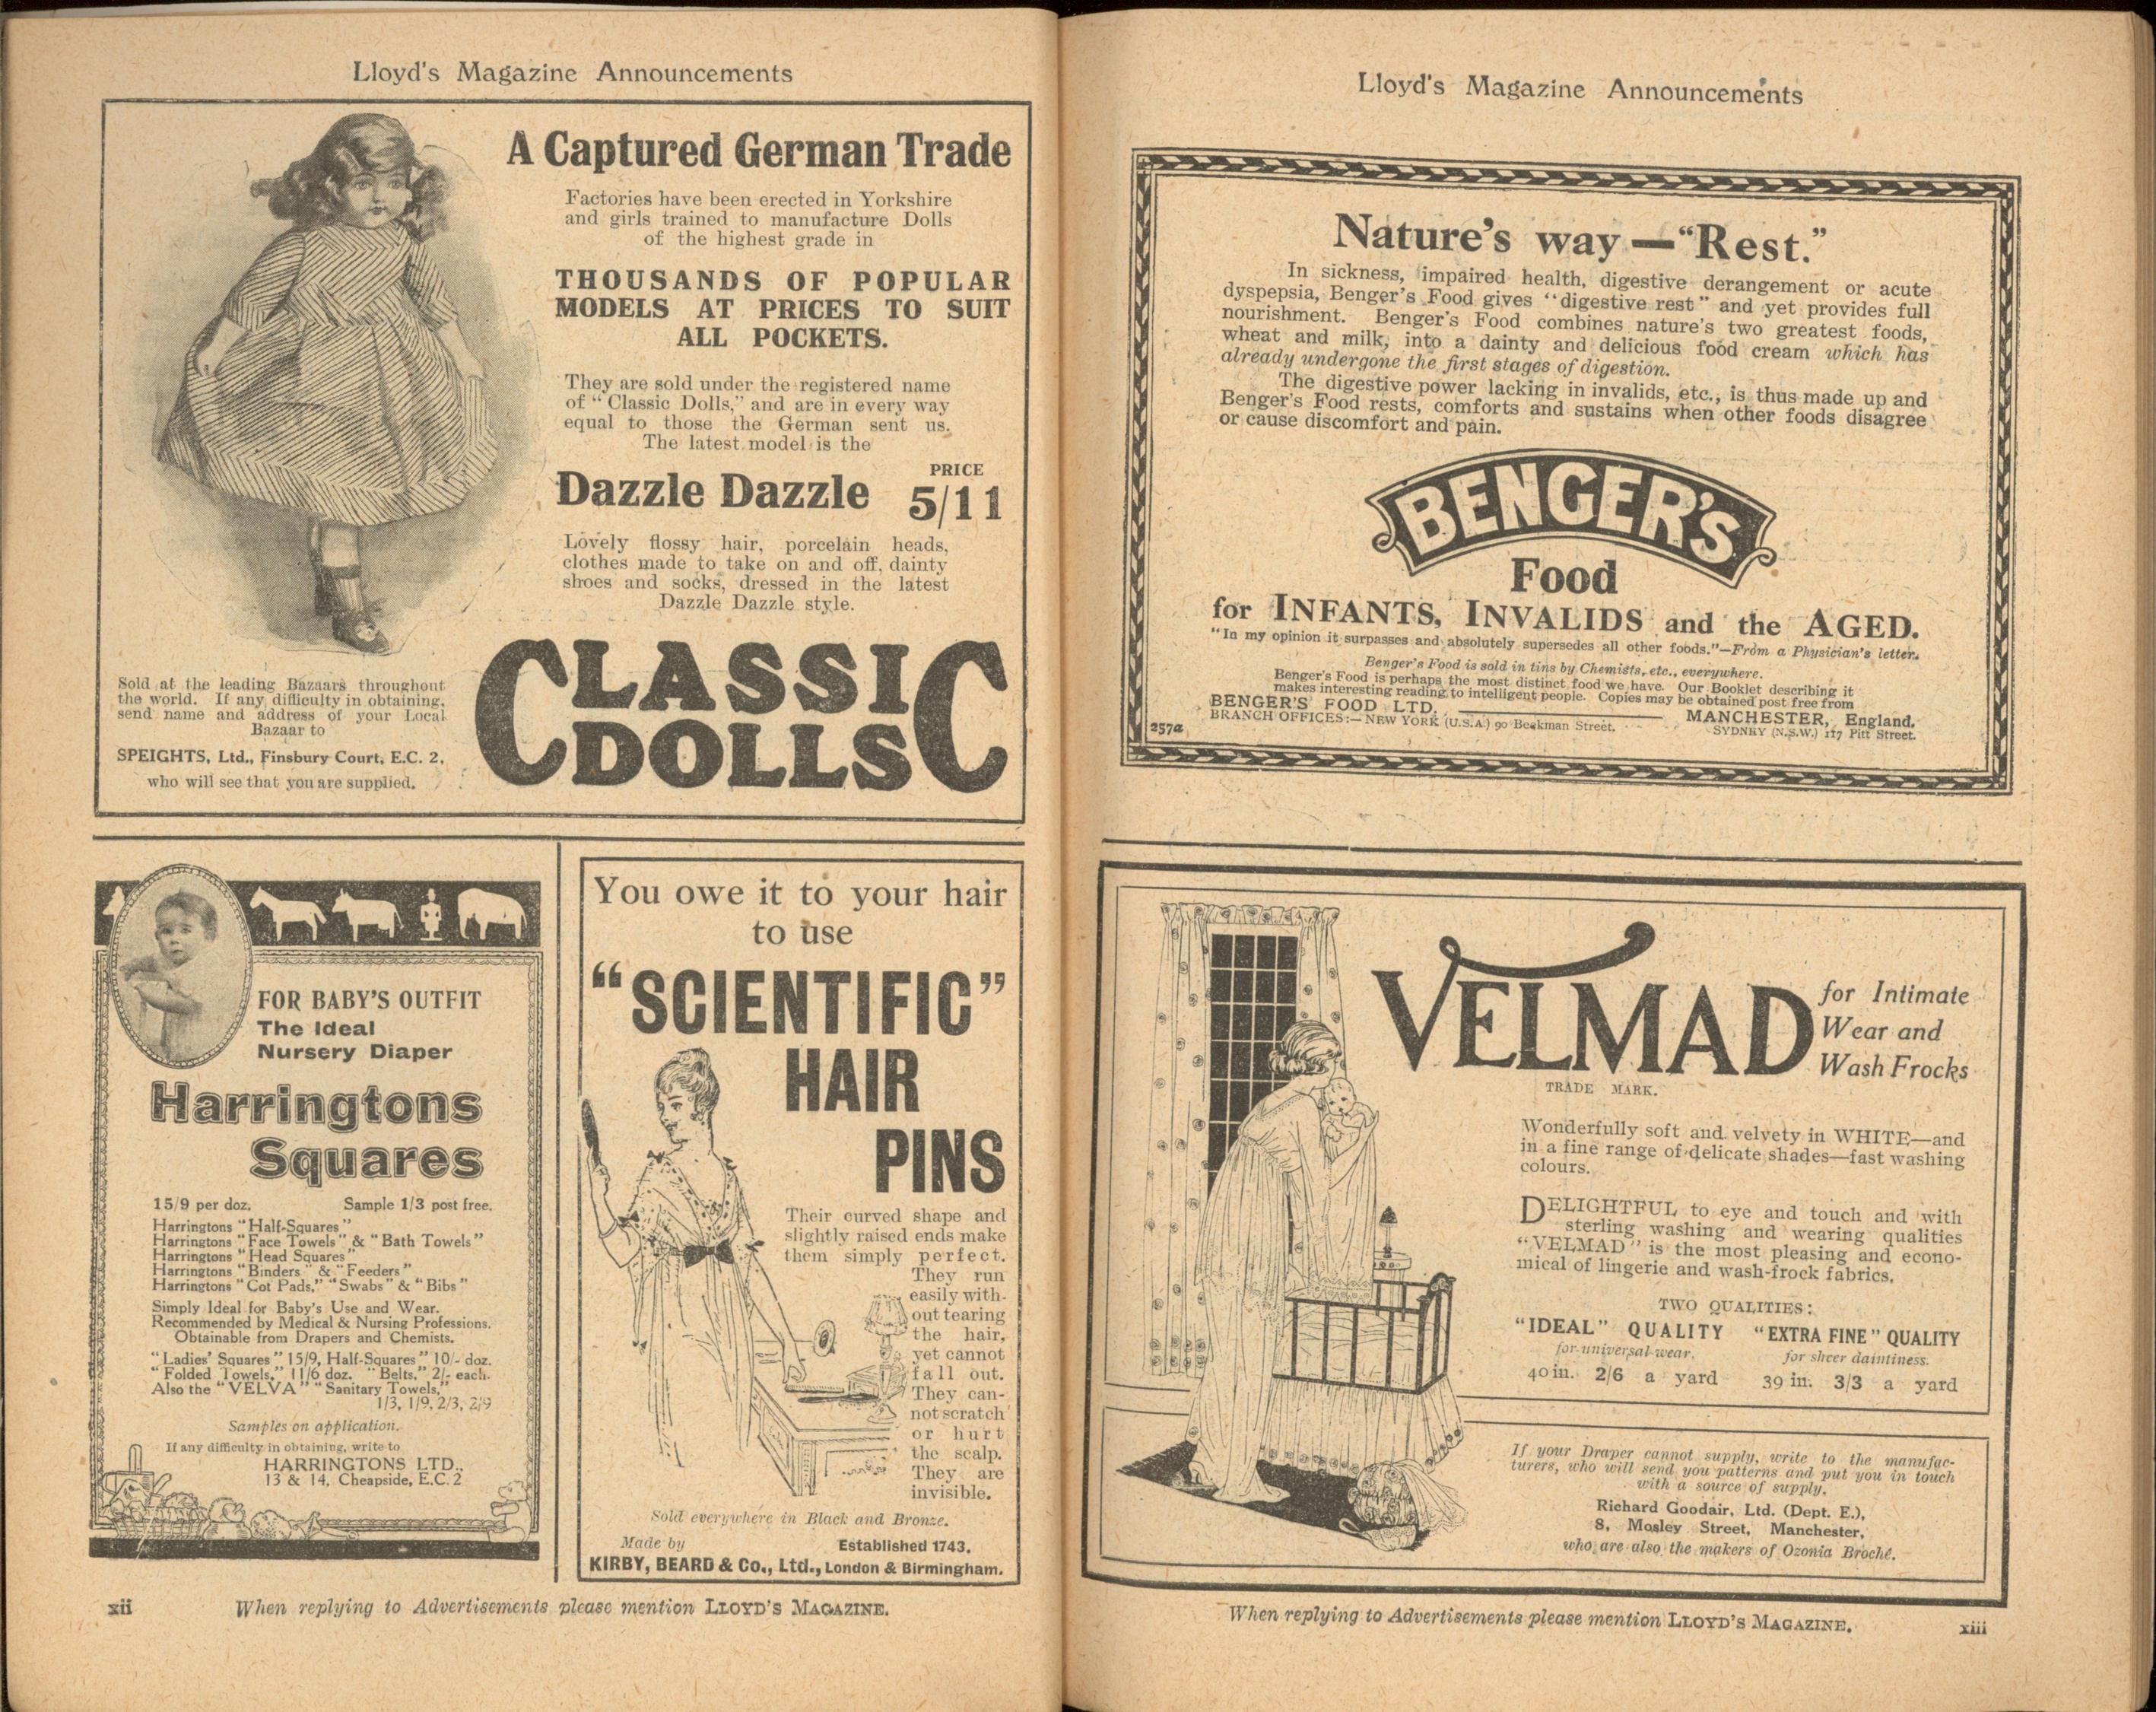 Lloyd's Magazine Announcements
A Captured German Trade
Factories have been erected in Yorkshire
and girls trained to manufacture Dolls
of the highest grade in
THOUSANDS OF POPULAR
MODELS AT PRICES TO SUIT
ALL POCKETS.
They are sold under the registered name
of "Classic Dolls," and are in every way
equal to those the German sent us.
The latest model is the
Dazzle Dazzle PRICE 5/11
Lovely flossy hair, porcelain heads,
clothes made to take on and off, dainty
shoes and socks, dressed in the latest
Dazzle Dazzle style.
Sold at the leading Bazaars throughout
the world. If any difficulty in obtaining,
send name and address of your Local
Bazaar to
SPEIGHTS, Ltd., Finsbury Court, E.C. 2,
who will see that you are supplied.
CLASSIC
DOLLS
FOR BABY'S OUTFIT
The Ideal
Nursery Diaper
Harringtons
Squares
15/9 per doz. Sample 1/3 post free.
Harringtons "Half-Squares"
Harringtons "Face Towels" & "Bath Towels"
Harringtons "Head Squares"
Harringtons "Binders" & "Feeders"
Harringtons "Cot Pads," "Swabs" & "Bibs"
Simply Ideal for Baby's Use and Wear.
Recommended by Medical & Nursing Professions.
Obtainable from Drapers and Chemists.
"Ladies' Squares" 15/9, Half-Squares" 10/- doz.
"Folded Towels," 11/6 doz. "Belts," 2/- each.
Also the "VELVA" "Sanitary Towels,"
1/3, 1/9, 2/3, 2/9
Samples on application.
If any difficulty in obtaining, write to
HARRINGTONS LTD.,
13 & 14, Cheapside, E.C. 2
You owe it to your hair
to use
"SCIENTIFIC"
HAIR
PINS
Their curved shape and
slightly raised ends make
them simply perfect.
They run
easily with-
out tearing
the hair,
yet cannot
fall out.
They can-
not scratch
or hurt
the scalp.
They are
invisible.
Sold everywhere in Black and Bronze.
Made by Established 1743.
KIRBY, BEARD & Co., Ltd., London & Birmingham.
xii When replying to Advertisements please mention LLOYD'S MAGAZINE.
Lloyd's Magazine Announcements
Nature's way—"Rest."
In sickness, impaired health, digestive derangement or acute
dyspepsia, Benger's Food gives "digestive rest" and yet provides full
nourishment. Benger's Food combines nature's two greatest foods,
wheat and milk, into a dainty and delicious food cream which has
already undergone the first stages of digestion.
The digestive power lacking in invalids, etc., is thus made up and
Benger's Food rests, comforts and sustains when other foods disagree
or cause discomfort and pain.
BENGER'S
Food
for INFANTS, INVALIDS and the AGED.
"In my opinion it surpasses and absolutely supersedes all other foods."—From a Physician's letter.
Benger's Food is sold in tins by Chemists, etc., everywhere.
Benger's Food is perhaps the most distinct food we have. Our Booklet describing it
makes interesting reading to intelligent people. Copies may be obtained post free from
BENGER'S FOOD LTD. MANCHESTER, England.
BRANCH OFFICES:—NEW YORK (U.S.A.) 90 Beekman Street. SYDNEY (N.S.W.) 117 Pitt Street.
257a
VELMAD
for Intimate
Wear and
Wash Frocks
TRADE MARK.
Wonderfully soft and velvety in WHITE—and
in a fine range of delicate shades—fast washing
colours.
DELIGHTFUL to eye and touch and with
sterling washing and wearing qualities
"VELMAD" is the most pleasing and econo-
mical of lingerie and wash-frock fabrics.
TWO QUALITIES:
"IDEAL" QUALITY "EXTRA FINE" QUALITY
for universal wear. for sheer daintiness.
40 in. 2/6 a yard 39 in. 3/3 a yard
If your Draper cannot supply, write to the manufac-
turers, who will send you patterns and put you in touch
with a source of supply.
Richard Goodair, Ltd. (Dept. E.),
8, Mosley Street, Manchester,
who are also the makers of Ozonia Broché.
When replying to Advertisements please mention LLOYD'S MAGAZINE. xiii